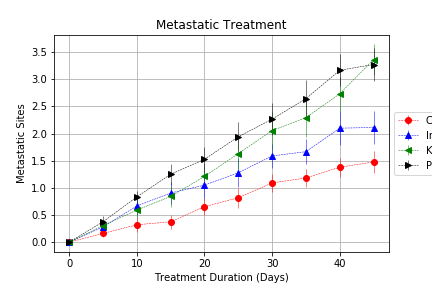 Metastatic Treatment
3.5
3.0
2.5
2.0
1.5
1.0
0.5
0.0
Metastatic Sites
C
In
K
P
0 10 20 30 40
Treatment Duration (Days)